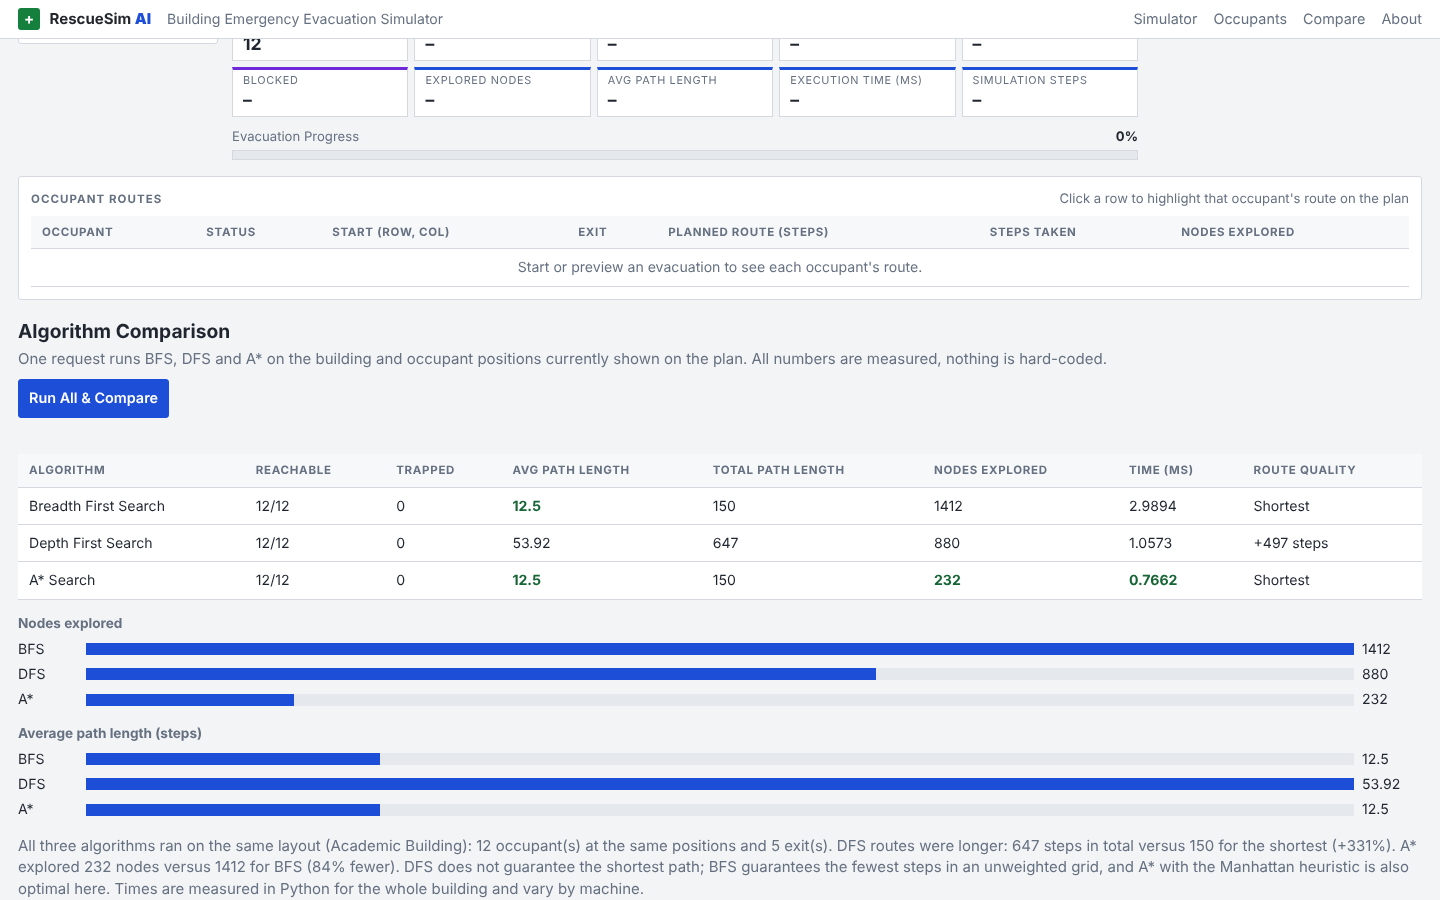 + RescueSim AI Building Emergency Evacuation Simulator Simulator Occupants Compare About
12 – – – –
BLOCKED EXPLORED NODES AVG PATH LENGTH EXECUTION TIME (MS) SIMULATION STEPS
– – – – –
Evacuation Progress 0%
OCCUPANT ROUTES Click a row to highlight that occupant's route on the plan
OCCUPANT STATUS START (ROW, COL) EXIT PLANNED ROUTE (STEPS) STEPS TAKEN NODES EXPLORED
Start or preview an evacuation to see each occupant's route.
Algorithm Comparison
One request runs BFS, DFS and A* on the building and occupant positions currently shown on the plan. All numbers are measured, nothing is hard-coded.
Run All & Compare
ALGORITHM REACHABLE TRAPPED AVG PATH LENGTH TOTAL PATH LENGTH NODES EXPLORED TIME (MS) ROUTE QUALITY
Breadth First Search 12/12 0 12.5 150 1412 2.9894 Shortest
Depth First Search 12/12 0 53.92 647 880 1.0573 +497 steps
A* Search 12/12 0 12.5 150 232 0.7662 Shortest
Nodes explored
BFS 1412
DFS 880
A* 232
Average path length (steps)
BFS 12.5
DFS 53.92
A* 12.5
All three algorithms ran on the same layout (Academic Building): 12 occupant(s) at the same positions and 5 exit(s). DFS routes were longer: 647 steps in total versus 150 for the shortest (+331%). A*
explored 232 nodes versus 1412 for BFS (84% fewer). DFS does not guarantee the shortest path; BFS guarantees the fewest steps in an unweighted grid, and A* with the Manhattan heuristic is also
optimal here. Times are measured in Python for the whole building and vary by machine.